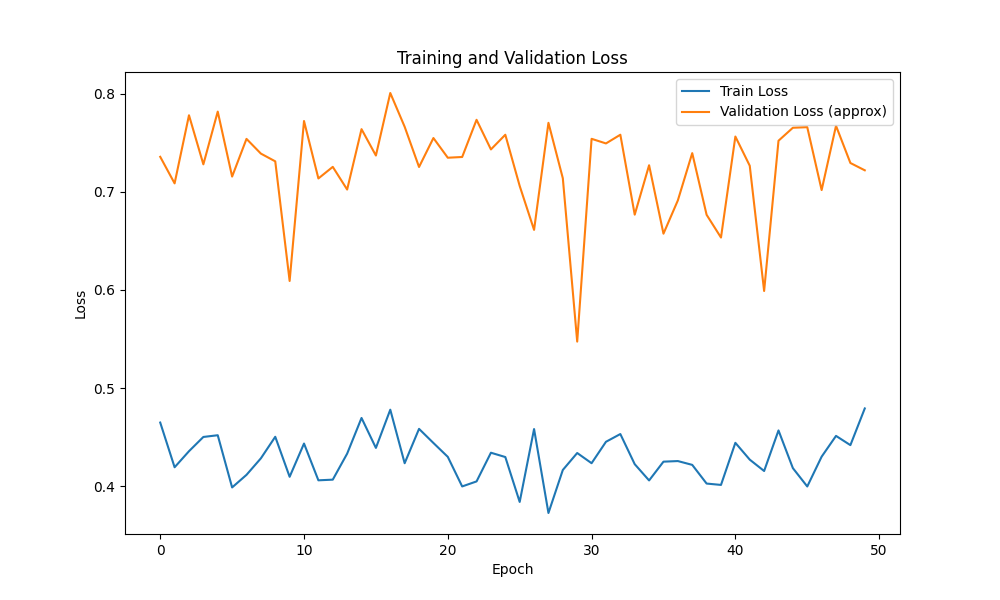 Training and Validation Loss
Train Loss
Validation Loss (approx)
0.8
0.7
0.6
0.5
0.4
Loss
0 10 20 30 40 50
Epoch